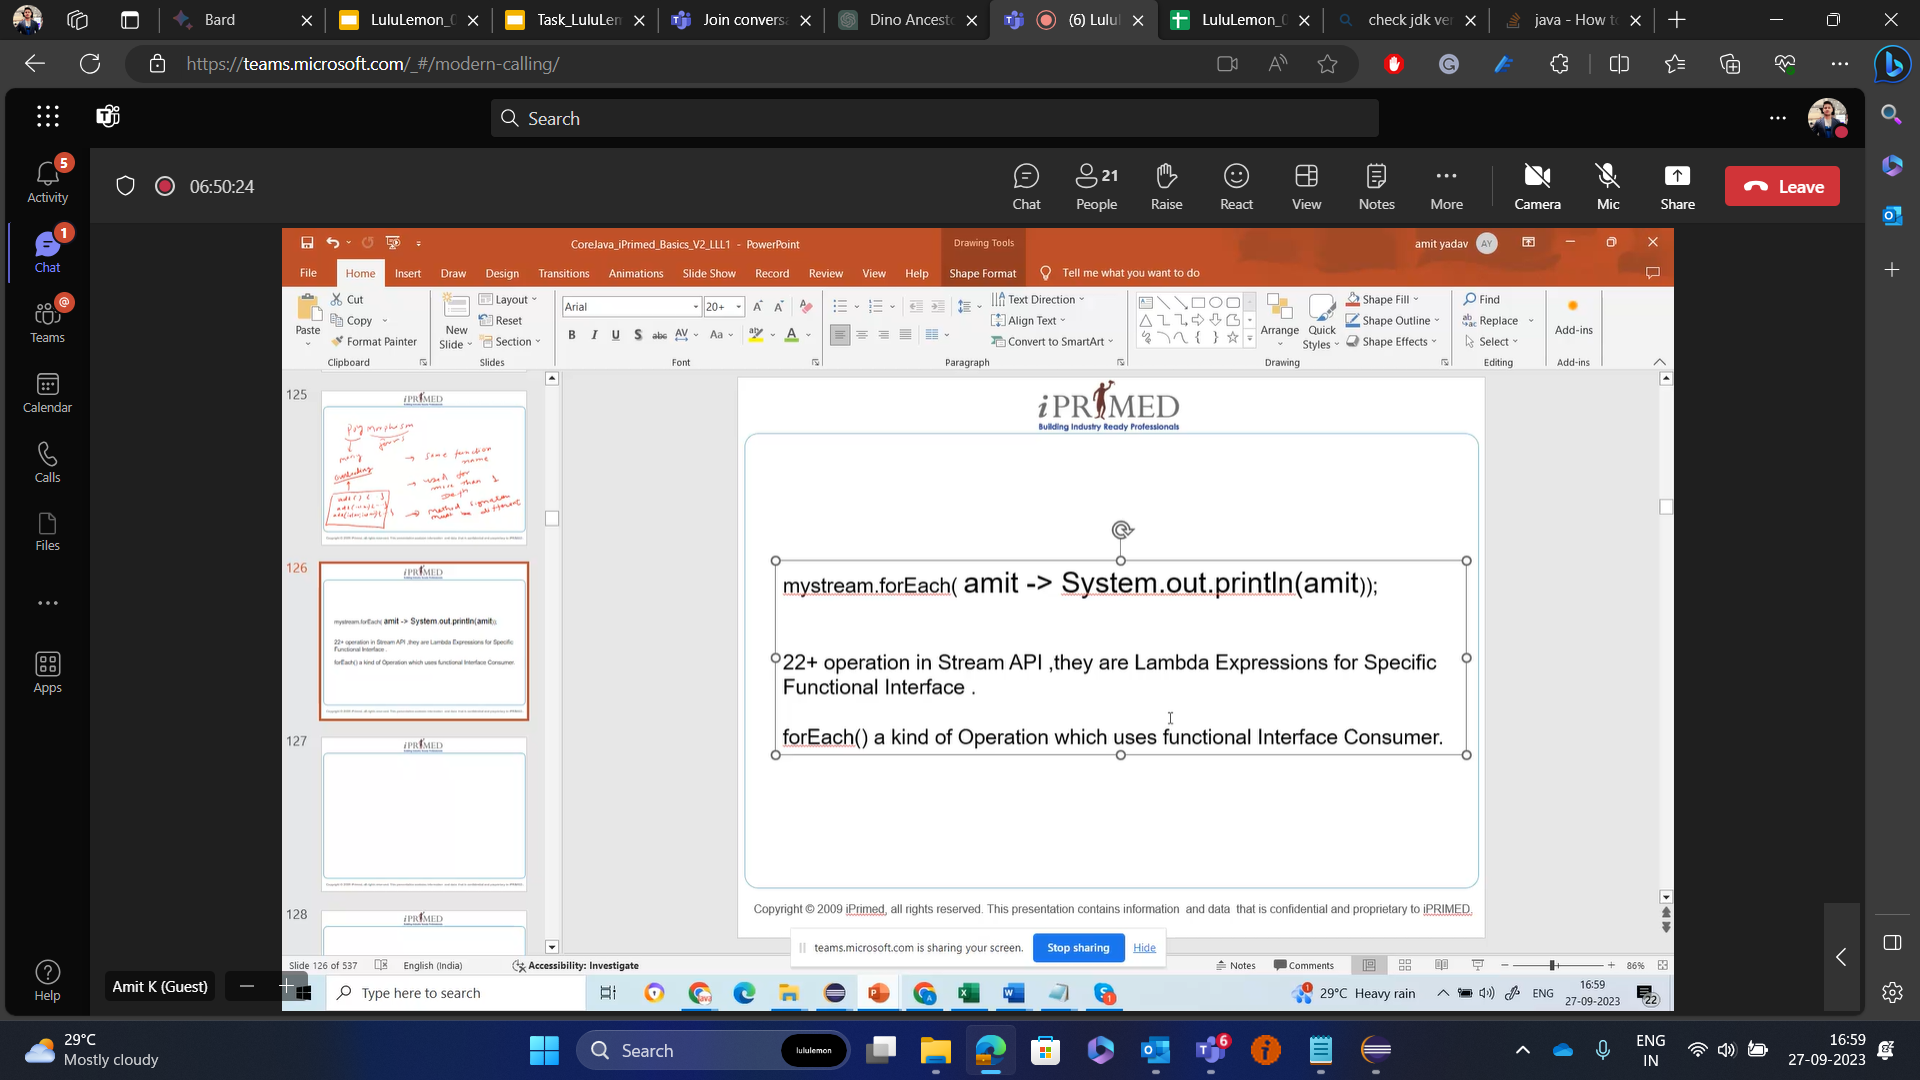 Bard
LuluLemon_0
Task_LuluLem
Join convers
Dino Ancest
(6) Lulu
LuluLemon_0
check jdk ver
java - How to
https://teams.microsoft.com/_#/modern-calling/
Search
Activity
5
Chat
1
Teams
Calendar
Calls
Files
Apps
Help
06:50:24
Chat
People
21
Raise
React
View
Notes
More
Camera
Mic
Share
Leave
CoreJava_iPrimed_Basics_V2_LLL1 - PowerPoint
Drawing Tools
amit yadav
AY
File
Home
Insert
Draw
Design
Transitions
Animations
Slide Show
Record
Review
View
Help
Shape Format
Tell me what you want to do
Paste
Cut
Copy
Format Painter
Clipboard
New
Slide
Layout
Reset
Section
Slides
Arial
20+
Font
Text Direction
Align Text
Convert to SmartArt
Paragraph
Arrange
Quick
Styles
Shape Fill
Shape Outline
Shape Effects
Drawing
Find
Replace
Select
Editing
Add-ins
Add-ins
125
126
127
128
iPRIMED
Building Industry Ready Professionals
mystream.forEach( amit -> System.out.println(amit));
22+ operation in Stream API ,they are Lambda Expressions for Specific
Functional Interface .
forEach() a kind of Operation which uses functional Interface Consumer.
Copyright © 2009 iPrimed, all rights reserved. This presentation contains information and data that is confidential and proprietary to iPRIMED.
teams.microsoft.com is sharing your screen.
Stop sharing
Hide
Slide 126 of 537
English (India)
Accessibility: Investigate
Notes
Comments
86%
Amit K (Guest)
Type here to search
29°C Heavy rain
ENG
16:59
27-09-2023
22
29°C
Mostly cloudy
Search
lululemon
6
ENG
IN
16:59
27-09-2023